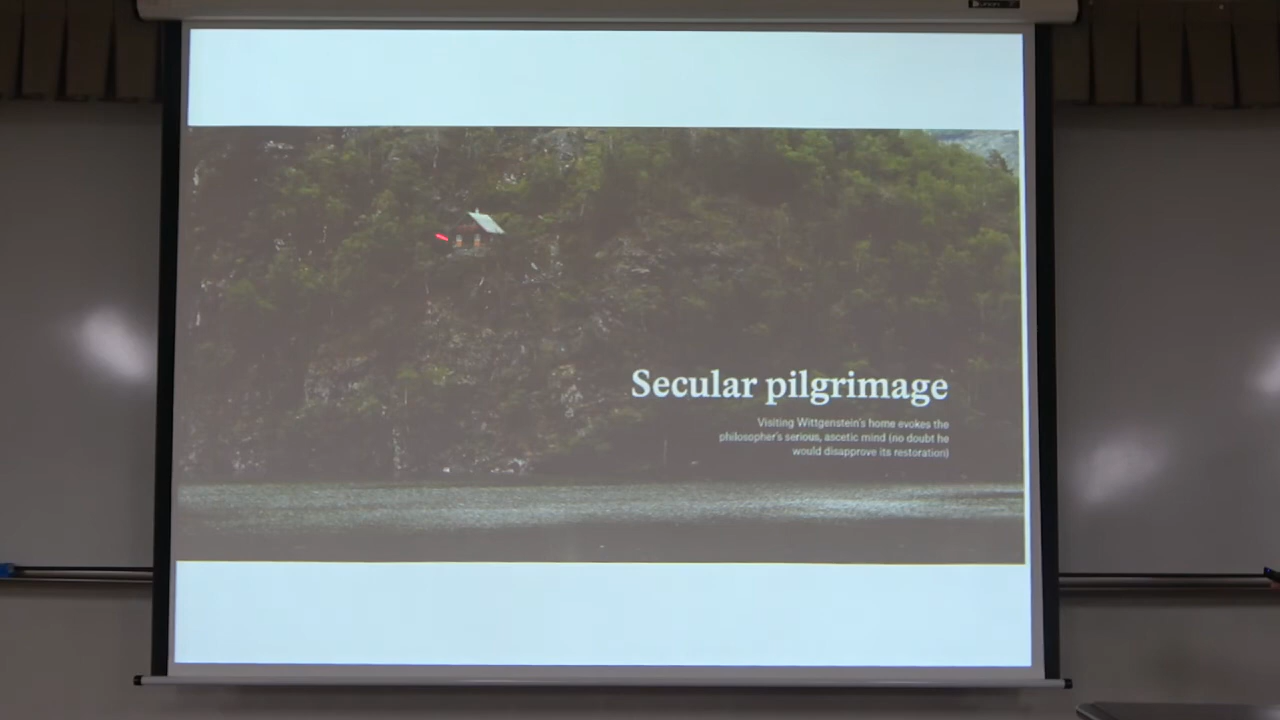 Secular pilgrimage
Visiting Wittgenstein's home evokes the
philosopher's serious, ascetic mind (no doubt he
would disapprove its restoration)